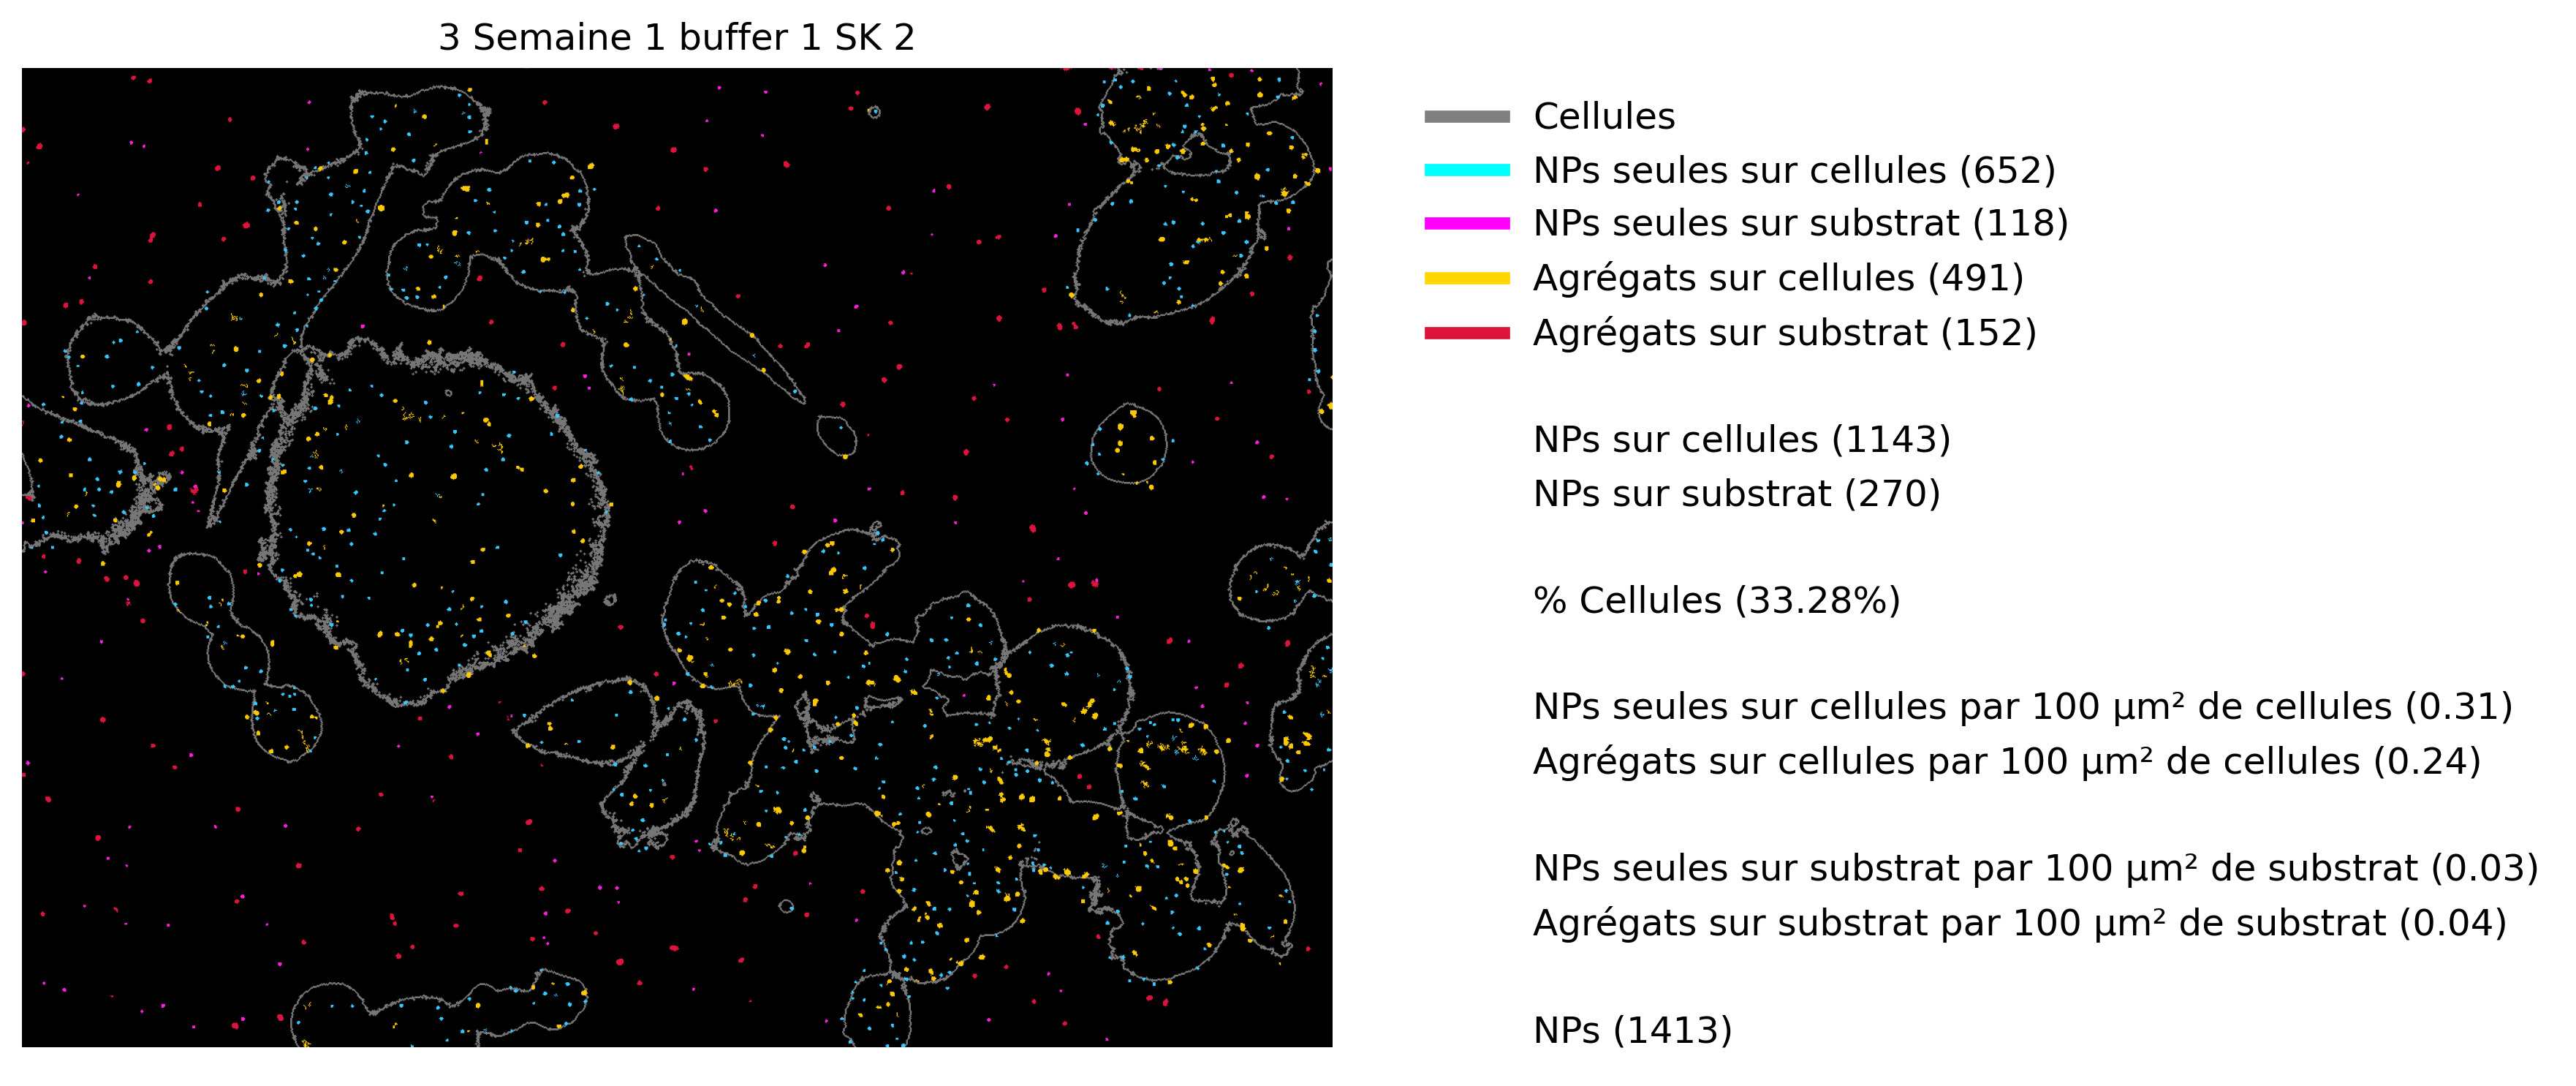 3 Semaine 1 buffer 1 SK 2
Cellules
NPs seules sur cellules (652)
NPs seules sur substrat (118)
Agrégats sur cellules (491)
Agrégats sur substrat (152)
NPs sur cellules (1143)
NPs sur substrat (270)
% Cellules (33.28%)
NPs seules sur cellules par 100 µm² de cellules (0.31)
Agrégats sur cellules par 100 µm² de cellules (0.24)
NPs seules sur substrat par 100 µm² de substrat (0.03)
Agrégats sur substrat par 100 µm² de substrat (0.04)
NPs (1413)